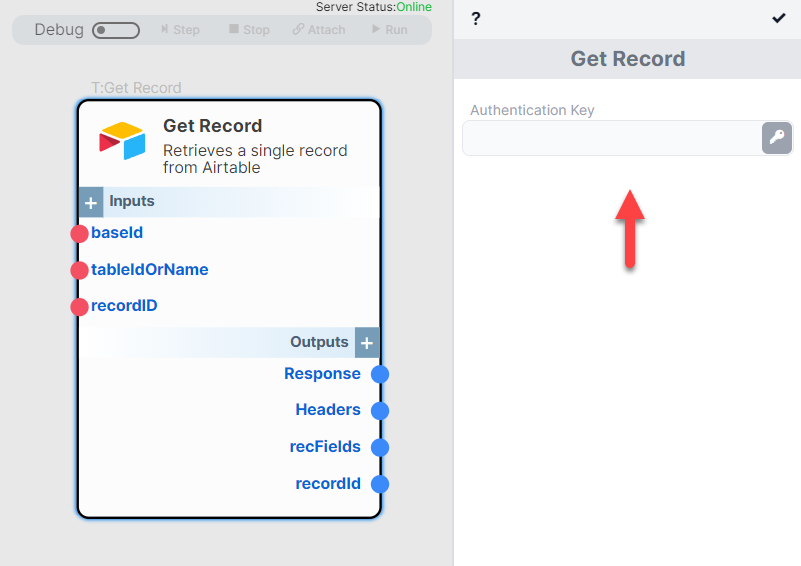 Server Status:Online
Debug Step Stop Attach Run
T:Get Record
Get Record
Retrieves a single record
from Airtable
+ Inputs
baseId
tableIdOrName
recordID
Outputs +
Response
Headers
recFields
recordId
?
Get Record
Authentication Key